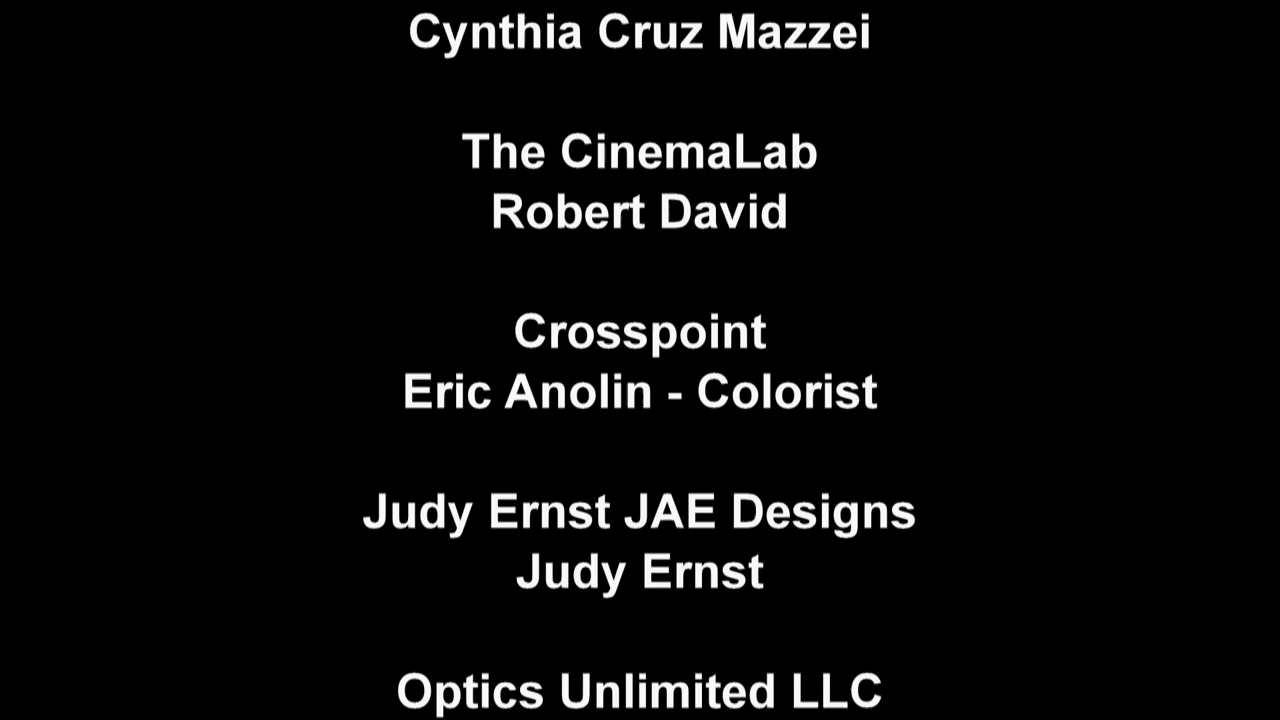 Cynthia Cruz Mazzei
The CinemaLab
Robert David
Crosspoint
Eric Anolin - Colorist
Judy Ernst JAE Designs
Judy Ernst
Optics Unlimited LLC